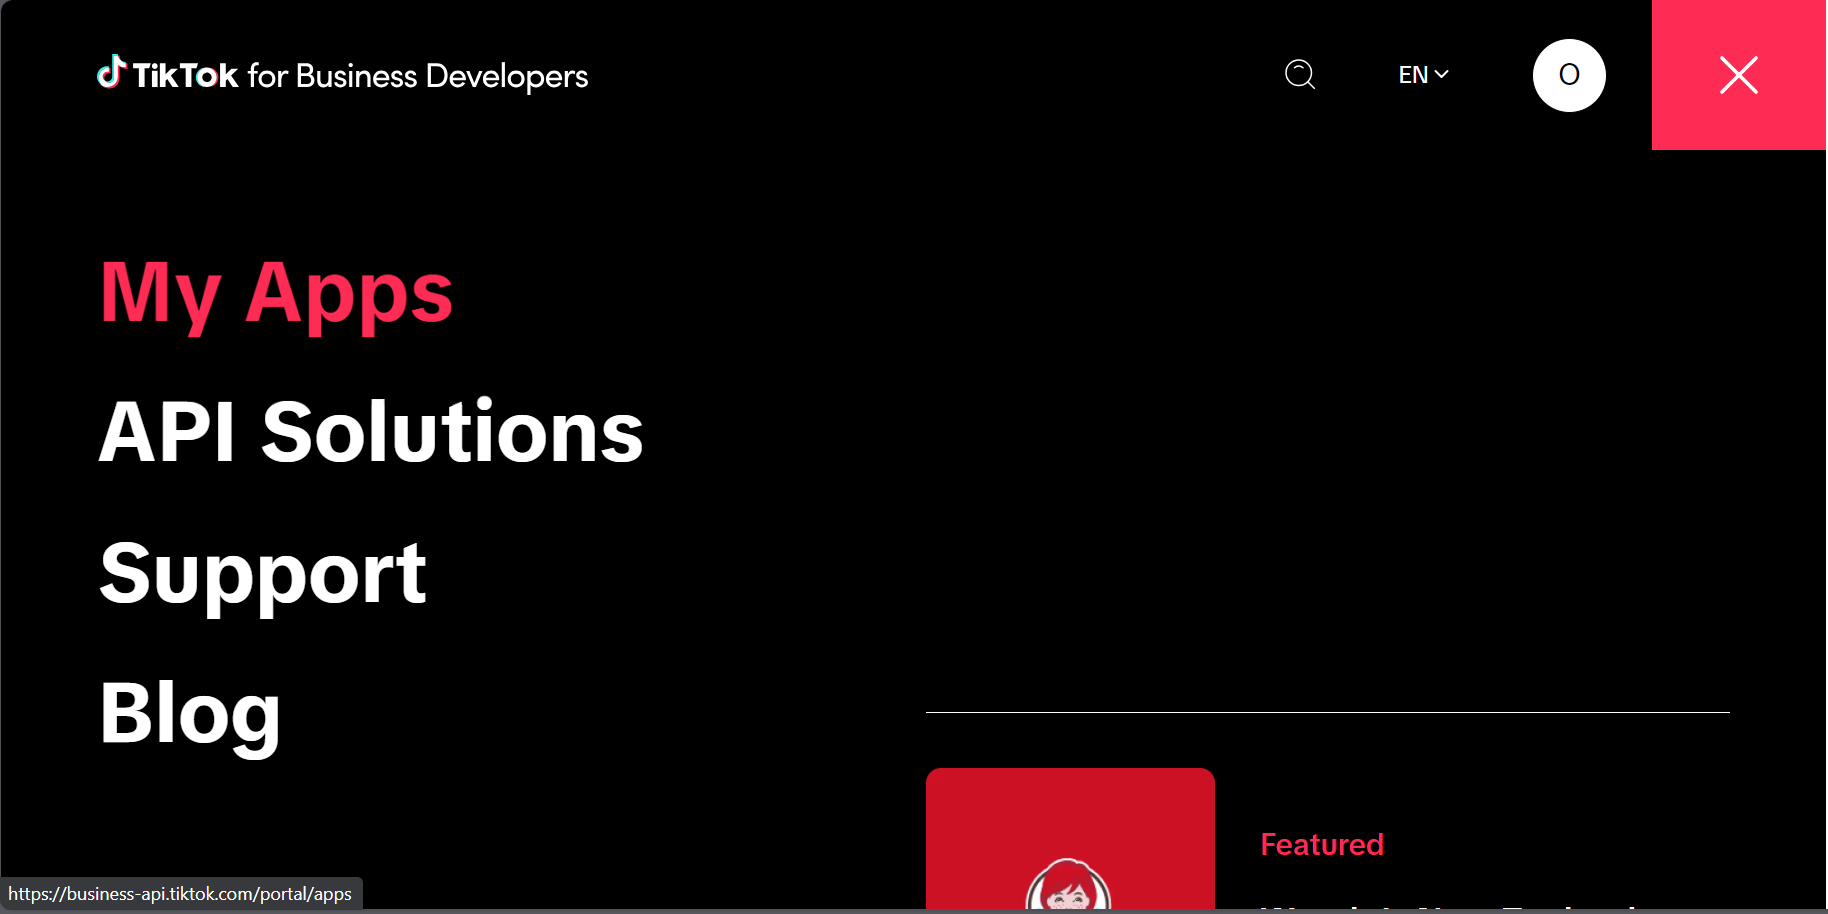 TikTok for Business Developers
EN
O
My Apps
API Solutions
Support
Blog
Featured
https://business-api.tiktok.com/portal/apps